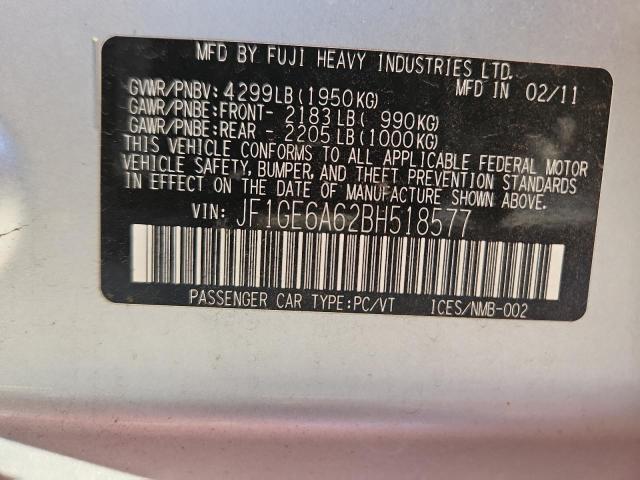 MFD BY FUJI HEAVY INDUSTRIES LTD.
MFD IN 02/11
GVWR/PNBV: 4299LB(1950KG)
GAWR/PNBE:FRONT- 2183LB( 990KG)
GAWR/PNBE:REAR - 2205LB(1000KG)
THIS VEHICLE CONFORMS TO ALL APPLICABLE FEDERAL MOTOR
VEHICLE SAFETY, BUMPER, AND THEFT PREVENTION STANDARDS
IN EFFECT ON THE DATE OF MANUFACTURE SHOWN ABOVE.
VIN: JF1GE6A62BH518577
PASSENGER CAR TYPE:PC/VT 1CES/NMB-002